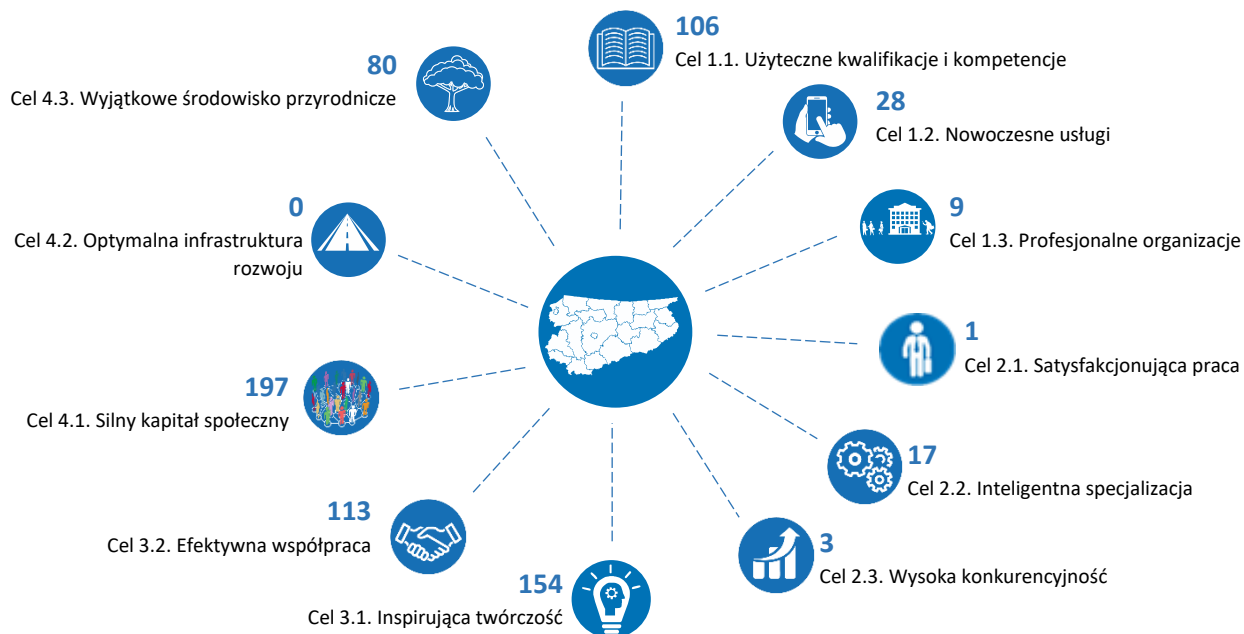 106
Cel 1.1. Użyteczne kwalifikacje i kompetencje
28
Cel 1.2. Nowoczesne usługi
9
Cel 1.3. Profesjonalne organizacje
1
Cel 2.1. Satysfakcjonująca praca
17
Cel 2.2. Inteligentna specjalizacja
3
Cel 2.3. Wysoka konkurencyjność
154
Cel 3.1. Inspirująca twórczość
113
Cel 3.2. Efektywna współpraca
197
Cel 4.1. Silny kapitał społeczny
0
Cel 4.2. Optymalna infrastruktura
rozwoju
80
Cel 4.3. Wyjątkowe środowisko przyrodnicze